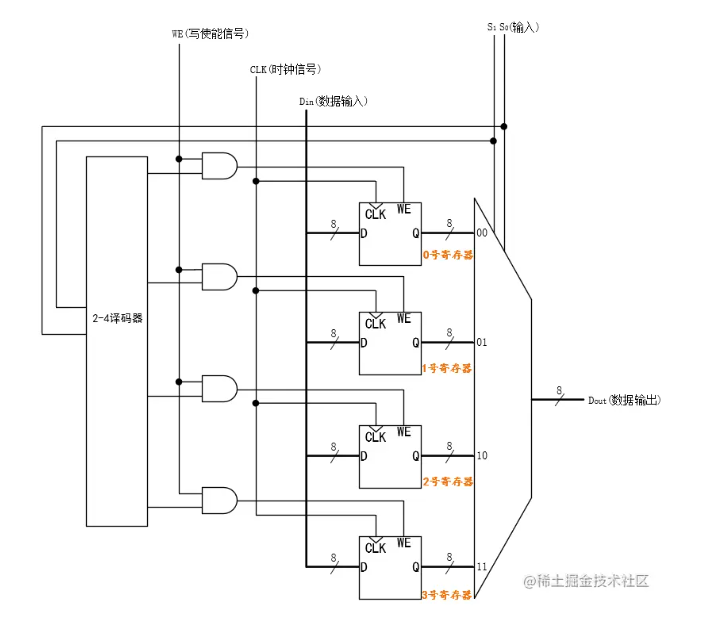 WE(写使能信号)
S1 S0(输入)
CLK(时钟信号)
Din(数据输入)
CLK WE
8
D
Q
8
00
0号寄存器
2-4译码器
CLK WE
8
D
Q
8
01
1号寄存器
8
Dout(数据输出)
CLK WE
8
D
Q
8
10
2号寄存器
CLK WE
8
D
Q
8
11
3号寄存器
@稀土掘金技术社区